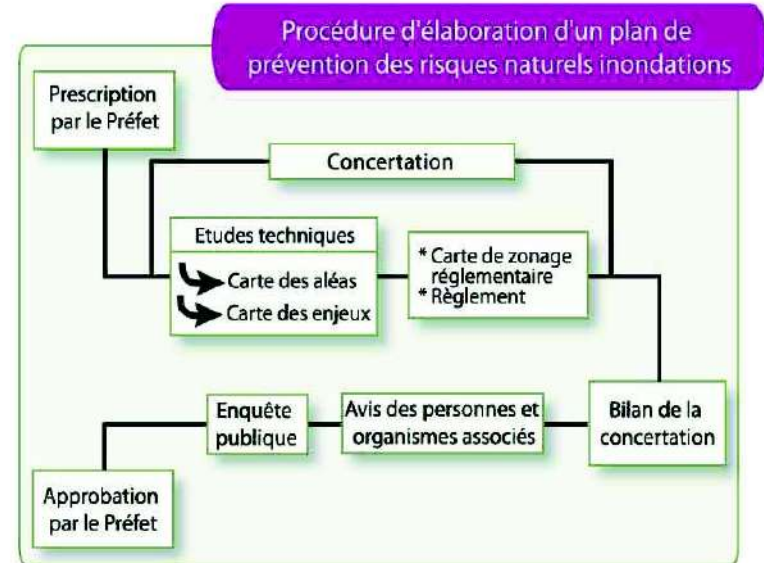 Procédure d'élaboration d'un plan de
prévention des risques naturels inondations
Prescription
par le Préfet
Concertation
Etudes techniques
Carte des aléas
Carte des enjeux
* Carte de zonage
réglementaire
* Règlement
Bilan de la
concertation
Avis des personnes et
organismes associés
Enquête
publique
Approbation
par le Préfet